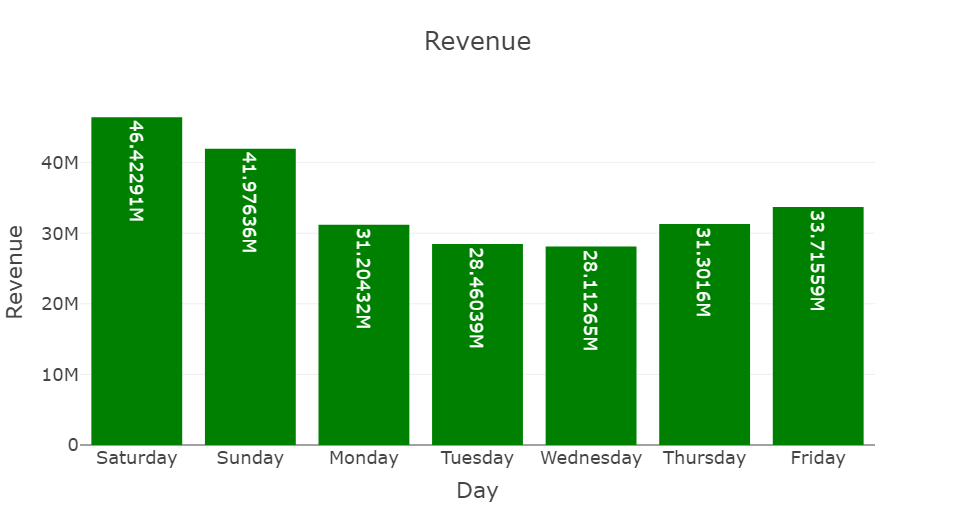 Revenue
Revenue
40M
30M
20M
10M
0
46.42291M
41.97636M
31.20432M
28.46039M
28.11265M
31.3016M
33.71559M
Saturday
Sunday
Monday
Tuesday
Wednesday
Thursday
Friday
Day